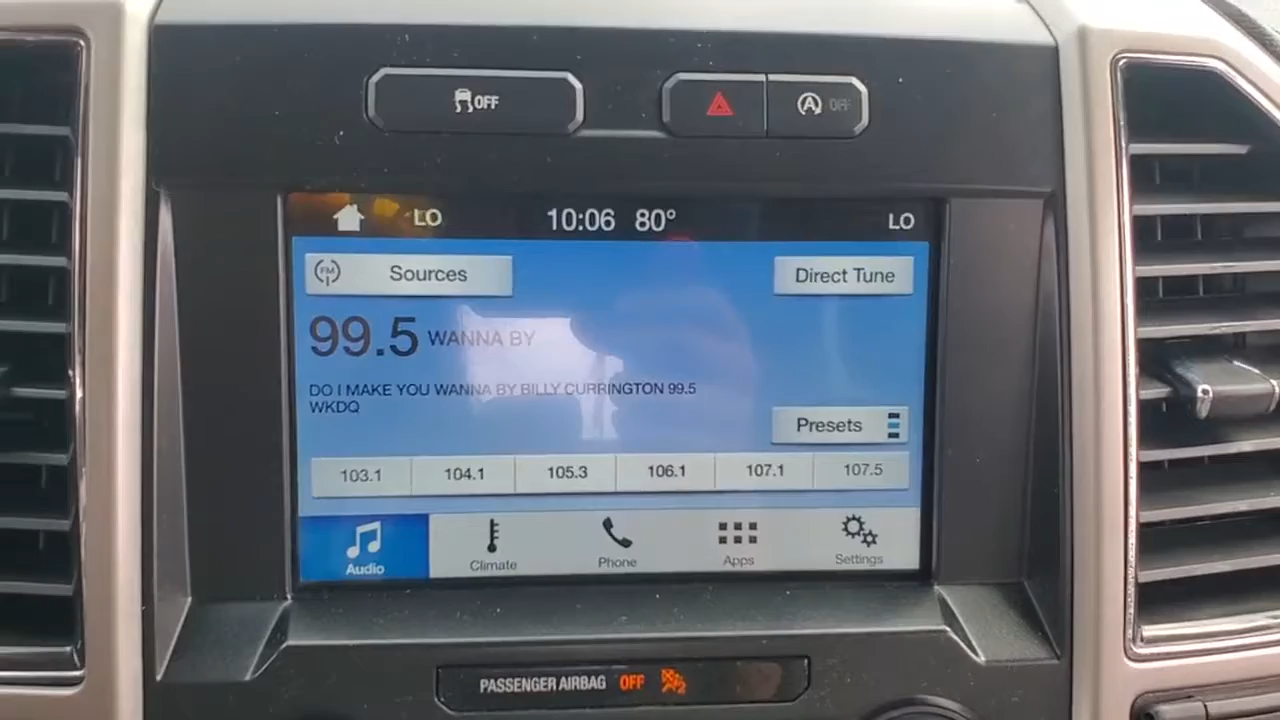 OFF
A OFF
LO 10:06 80° LO
FM Sources Direct Tune
99.5 WANNA BY
DO I MAKE YOU WANNA BY BILLY CURRINGTON 99.5
WKDQ
Presets
103.1 104.1 105.3 106.1 107.1 107.5
Audio Climate Phone Apps Settings
PASSENGER AIRBAG OFF 2